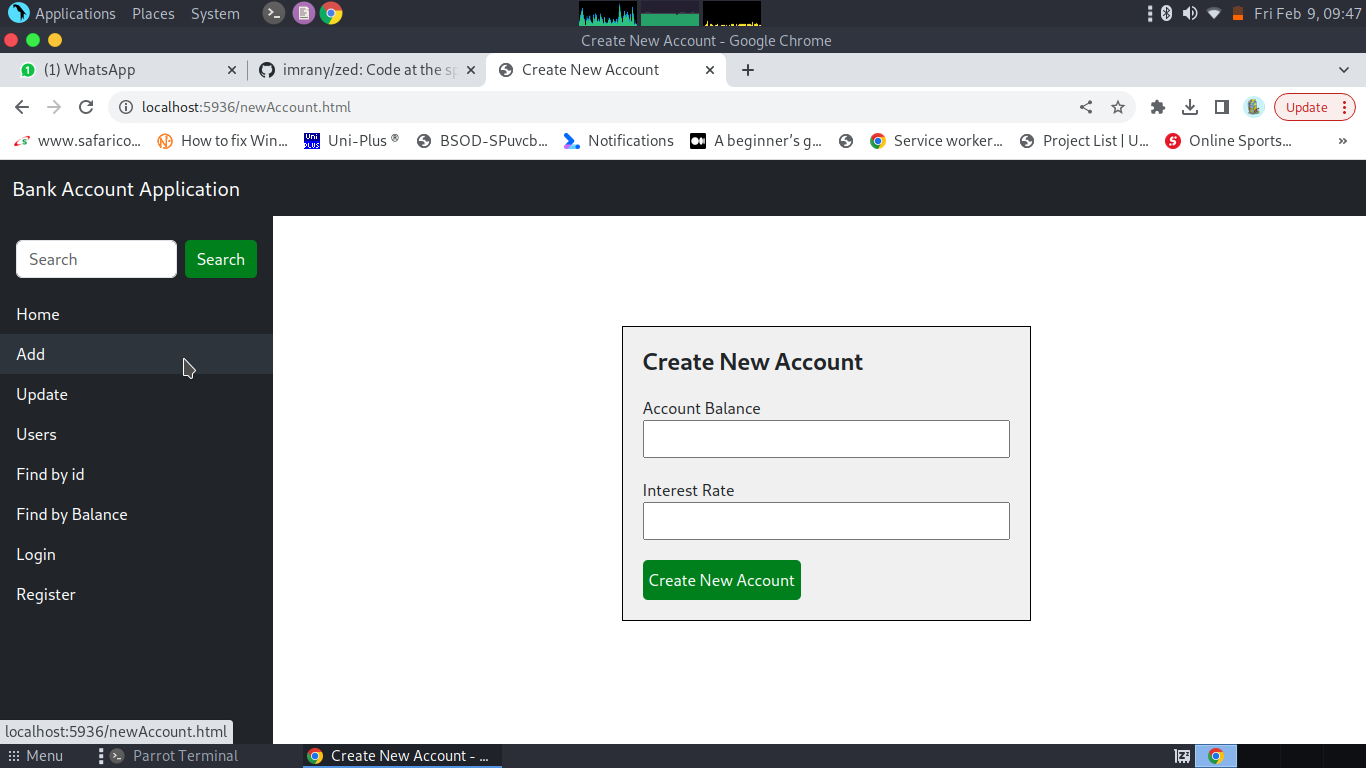 Applications Places System Fri Feb 9, 09:47
Create New Account - Google Chrome
1 (1) WhatsApp imrany/zed: Code at the sp Create New Account
localhost:5936/newAccount.html Update
www.safarico... How to fix Win... Uni-Plus ® BSOD-SPuvcb... Notifications A beginner’s g... Service worker... Project List | U... Online Sports... »
Bank Account Application
Search Search
Home
Add
Update
Users
Find by id
Find by Balance
Login
Register
Create New Account
Account Balance
Interest Rate
Create New Account
localhost:5936/newAccount.html
Menu Parrot Terminal Create New Account - ...